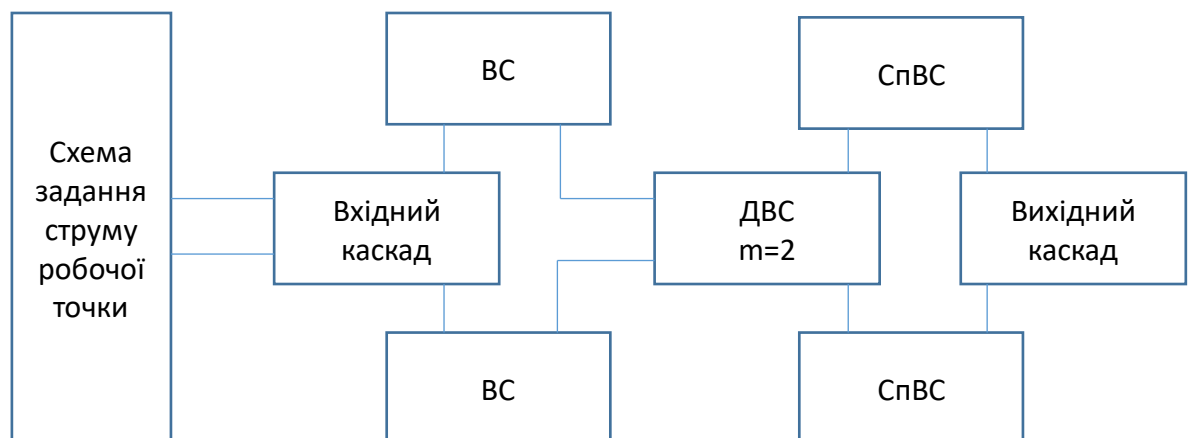 Схема
задання
струму
робочої
точки
ВС
СпВС
Вхідний
каскад
ДВС
m=2
Вихідний
каскад
ВС
СпВС